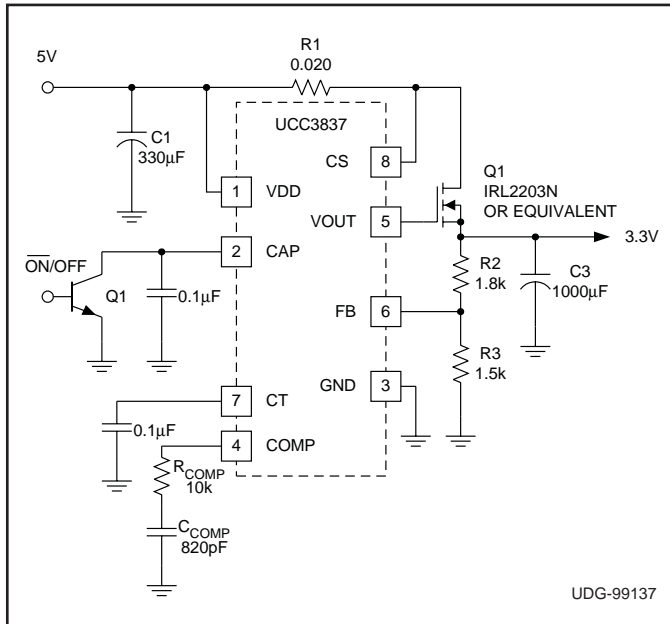 5V
R1
0.020
UCC3837
C1
330µF
CS
8
Q1
IRL2203N
OR EQUIVALENT
1
VDD
VOUT
5
3.3V
ON/OFF
2
CAP
R2
1.8k
C3
1000µF
Q1
0.1µF
FB
6
R3
1.5k
7
CT
GND
3
0.1µF
4
COMP
RCOMP
10k
CCOMP
820pF
UDG-99137